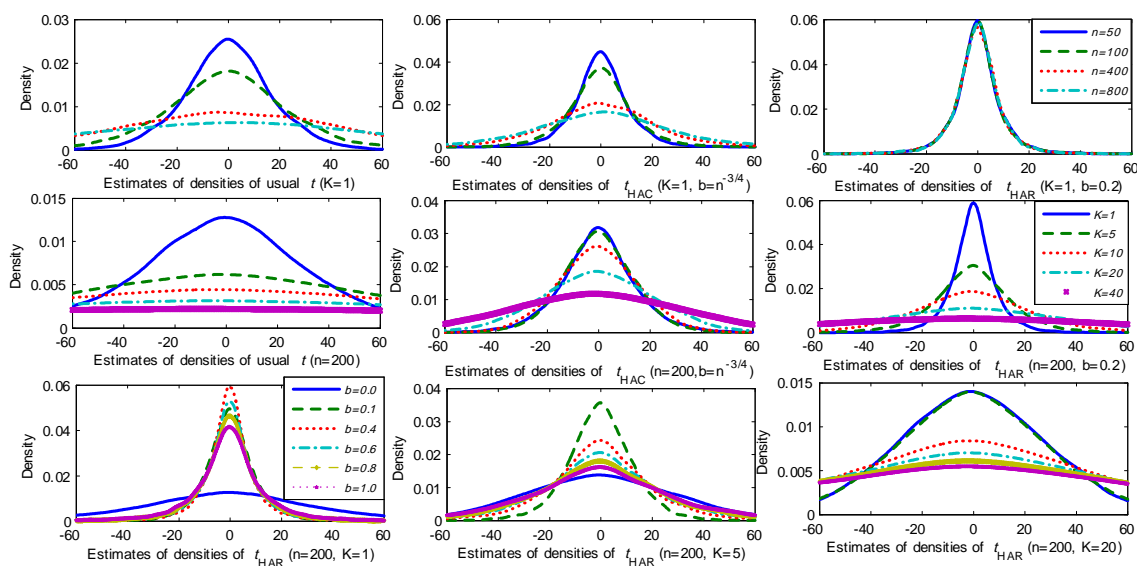 0.03
0.02
0.01
0
Density
-60 -40 -20 0 20 40 60
Estimates of densities of usual t (K=1)
0.06
0.04
0.02
0
Density
-60 -40 -20 0 20 40 60
Estimates of densities of t_HAC (K=1, b=n^-3/4)
0.06
0.04
0.02
0
Density
-60 -40 -20 0 20 40 60
Estimates of densities of t_HAR (K=1, b=0.2)
n=50
n=100
n=400
n=800
0.015
0.01
0.005
0
Density
-60 -40 -20 0 20 40 60
Estimates of densities of usual t (n=200)
0.04
0.03
0.02
0.01
0
Density
-60 -40 -20 0 20 40 60
Estimates of densities of t_HAC (n=200,b=n^-3/4)
0.06
0.04
0.02
0
Density
-60 -40 -20 0 20 40 60
Estimates of densities of t_HAR (n=200, b=0.2)
K=1
K=5
K=10
K=20
K=40
0.06
0.04
0.02
0
Density
-60 -40 -20 0 20 40 60
Estimates of densities of t_HAR (n=200, K=1)
b=0.0
b=0.1
b=0.4
b=0.6
b=0.8
b=1.0
0.04
0.03
0.02
0.01
0
Density
-60 -40 -20 0 20 40 60
Estimates of densities of t_HAR (n=200, K=5)
0.015
0.01
0.005
0
Density
-60 -40 -20 0 20 40 60
Estimates of densities of t_HAR (n=200, K=20)